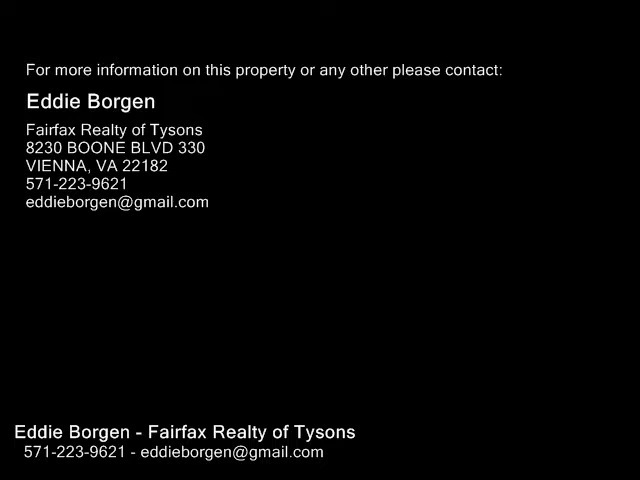 For more information on this property or any other please contact:
Eddie Borgen
Fairfax Realty of Tysons
8230 BOONE BLVD 330
VIENNA, VA 22182
571-223-9621
eddieborgen@gmail.com
Eddie Borgen - Fairfax Realty of Tysons
571-223-9621 - eddieborgen@gmail.com